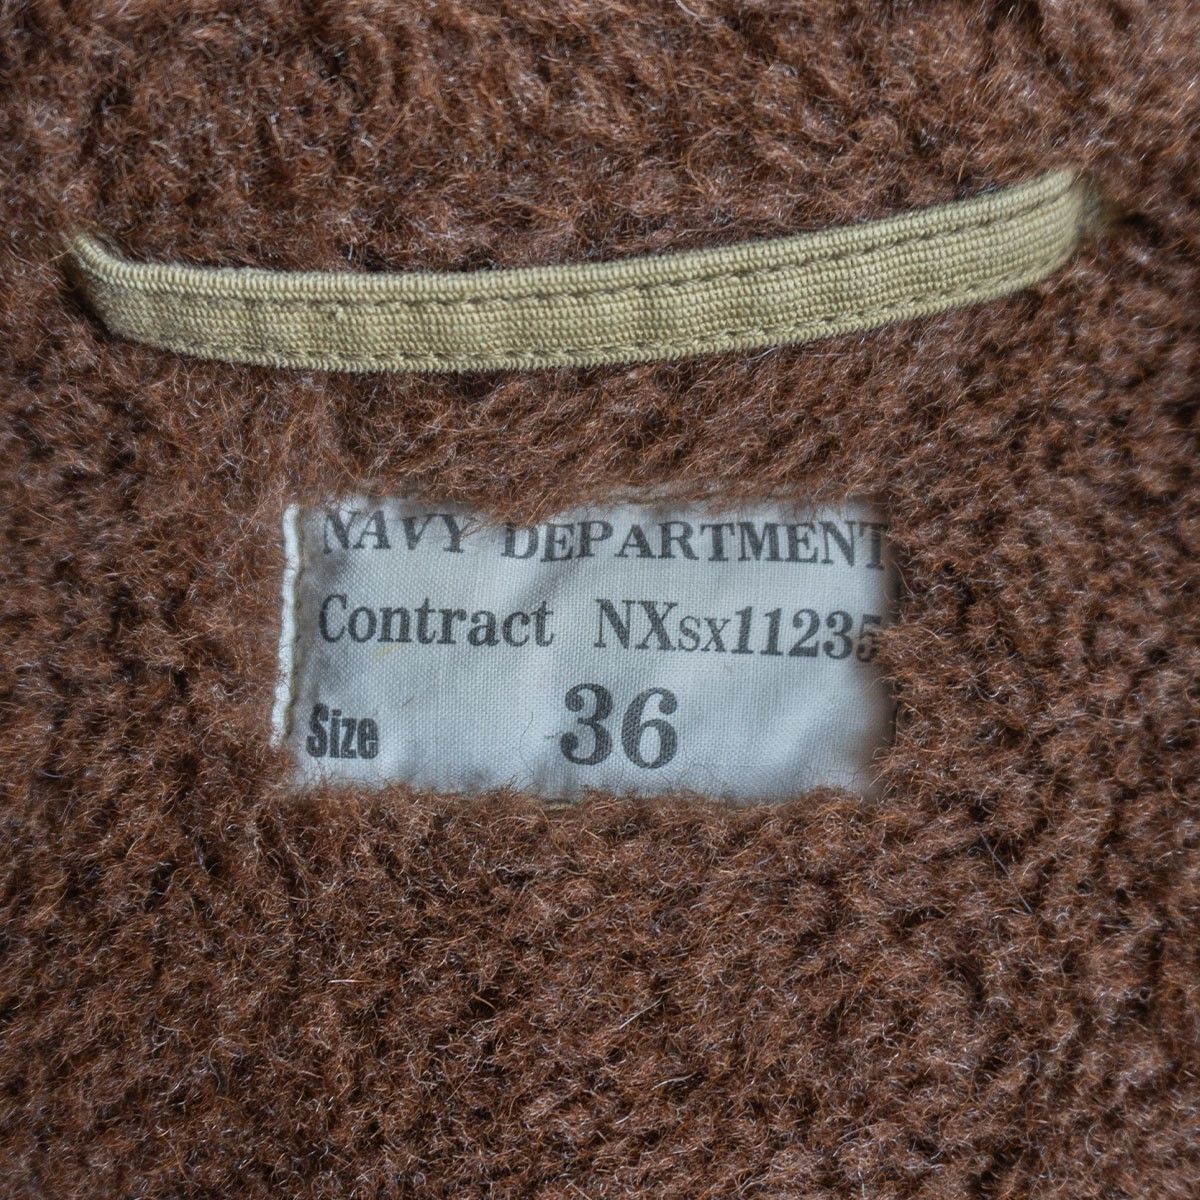 NAVY DEPARTMENT
Contract NXsx11235
Size 36